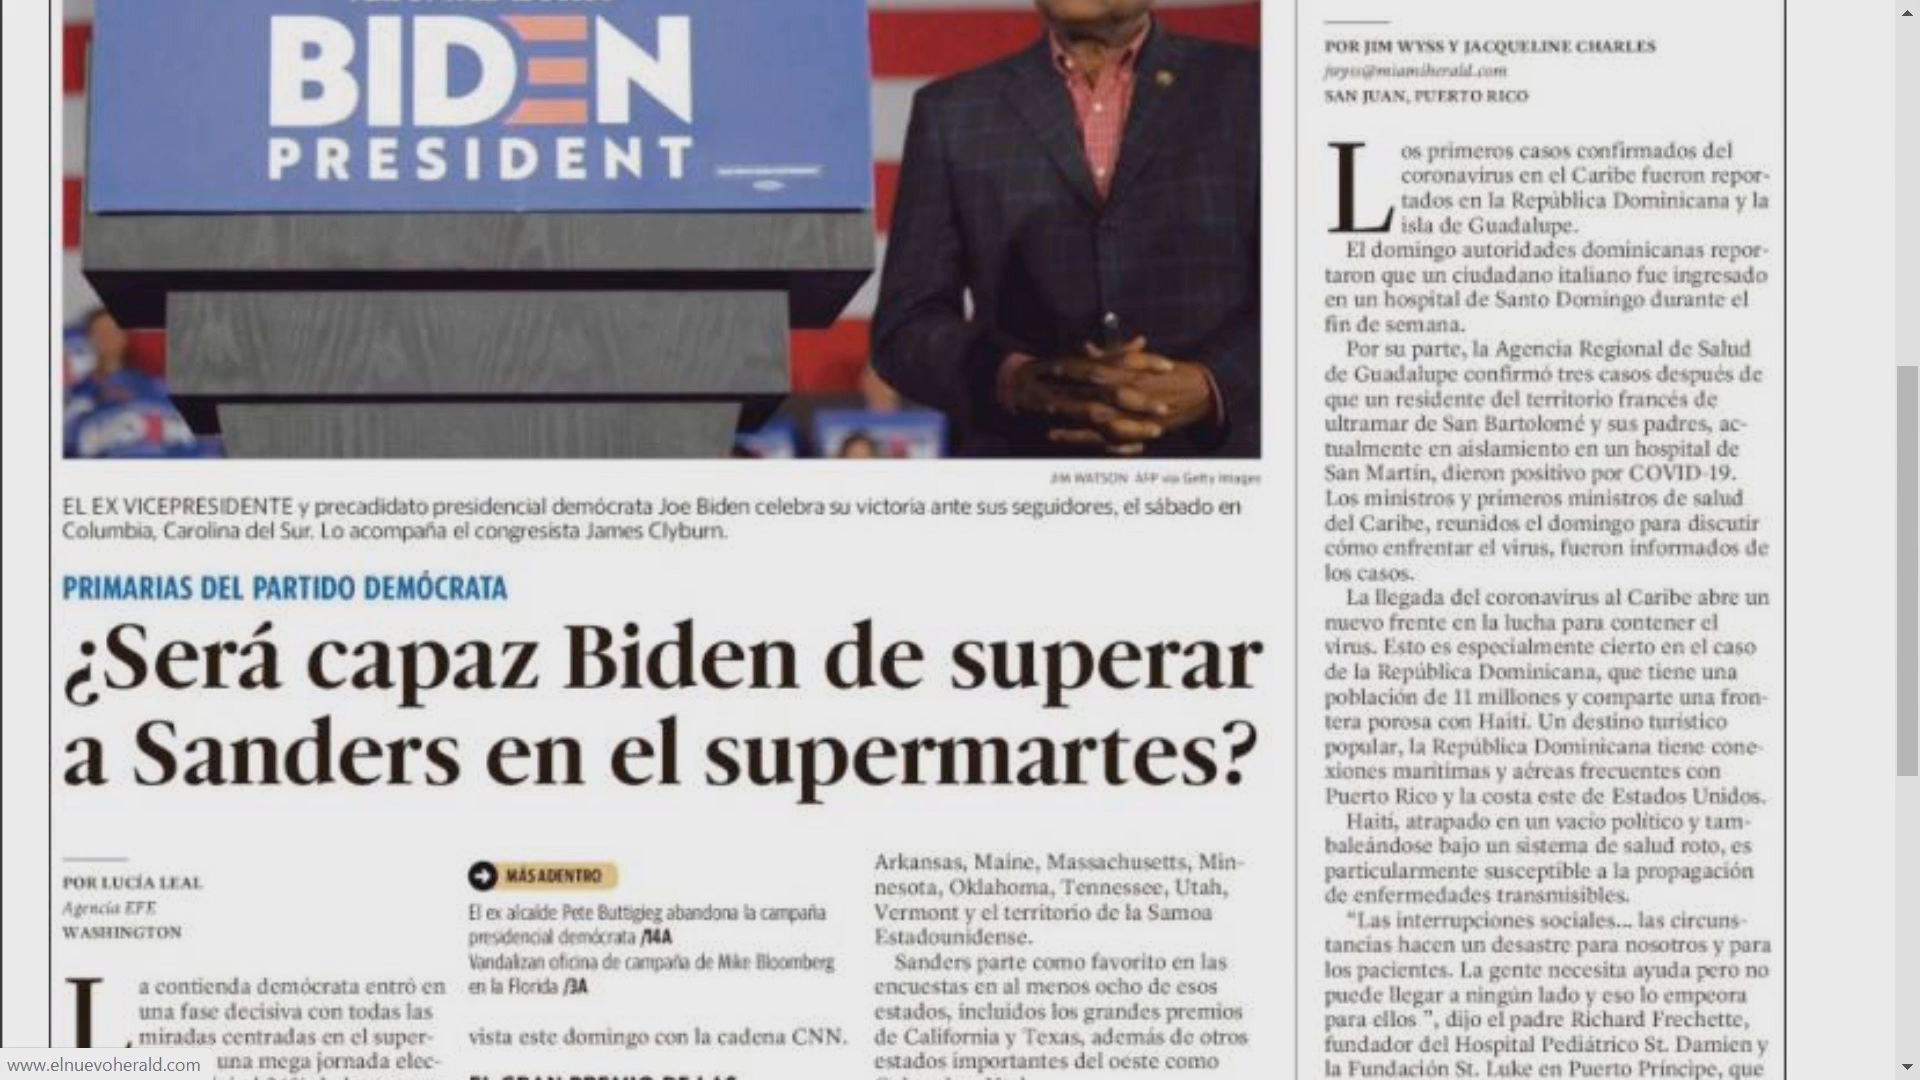 BIDEN
PRESIDENT
JIM WATSON AFP via Getty Images
EL EX VICEPRESIDENTE y precadidato presidencial demócrata Joe Biden celebra su victoria ante sus seguidores, el sábado en
Columbia, Carolina del Sur. Lo acompaña el congresista James Clyburn.
PRIMARIAS DEL PARTIDO DEMÓCRATA
¿Será capaz Biden de superar
a Sanders en el supermartes?
POR LUCÍA LEAL
Agencia EFE
WASHINGTON
La contienda demócrata entró en
una fase decisiva con todas las
miradas centradas en el super-
una mega jornada elec-
MÁS ADENTRO
El ex alcalde Pete Buttigieg abandona la campaña
presidencial demócrata /14A
Vandalizan oficina de campaña de Mike Bloomberg
en la Florida /3A
vista este domingo con la cadena CNN.
EL GRAN PREMIO DE LAS
Arkansas, Maine, Massachusetts, Min-
nesota, Oklahoma, Tennessee, Utah,
Vermont y el territorio de la Samoa
Estadounidense.
Sanders parte como favorito en las
encuestas en al menos ocho de esos
estados, incluidos los grandes premios
de California y Texas, además de otros
estados importantes del oeste como
POR JIM WYSS Y JACQUELINE CHARLES
jwyss@miamiherald.com
SAN JUAN, PUERTO RICO
Los primeros casos confirmados del
coronavirus en el Caribe fueron repor-
tados en la República Dominicana y la
isla de Guadalupe.
El domingo autoridades dominicanas repor-
taron que un ciudadano italiano fue ingresado
en un hospital de Santo Domingo durante el
fin de semana.
Por su parte, la Agencia Regional de Salud
de Guadalupe confirmó tres casos después de
que un residente del territorio francés de
ultramar de San Bartolomé y sus padres, ac-
tualmente en aislamiento en un hospital de
San Martín, dieron positivo por COVID-19.
Los ministros y primeros ministros de salud
del Caribe, reunidos el domingo para discutir
cómo enfrentar el virus, fueron informados de
los casos.
La llegada del coronavirus al Caribe abre un
nuevo frente en la lucha para contener el
virus. Esto es especialmente cierto en el caso
de la República Dominicana, que tiene una
población de 11 millones y comparte una fron-
tera porosa con Haití. Un destino turístico
popular, la República Dominicana tiene cone-
xiones marítimas y aéreas frecuentes con
Puerto Rico y la costa este de Estados Unidos.
Haití, atrapado en un vacío político y tam-
baleándose bajo un sistema de salud roto, es
particularmente susceptible a la propagación
de enfermedades transmisibles.
“Las interrupciones sociales... las circuns-
tancias hacen un desastre para nosotros y para
los pacientes. La gente necesita ayuda pero no
puede llegar a ningún lado y eso lo empeora
para ellos ”, dijo el padre Richard Frechette,
fundador del Hospital Pediátrico St. Damien y
la Fundación St. Luke en Puerto Príncipe, que
www.elnuevoherald.com